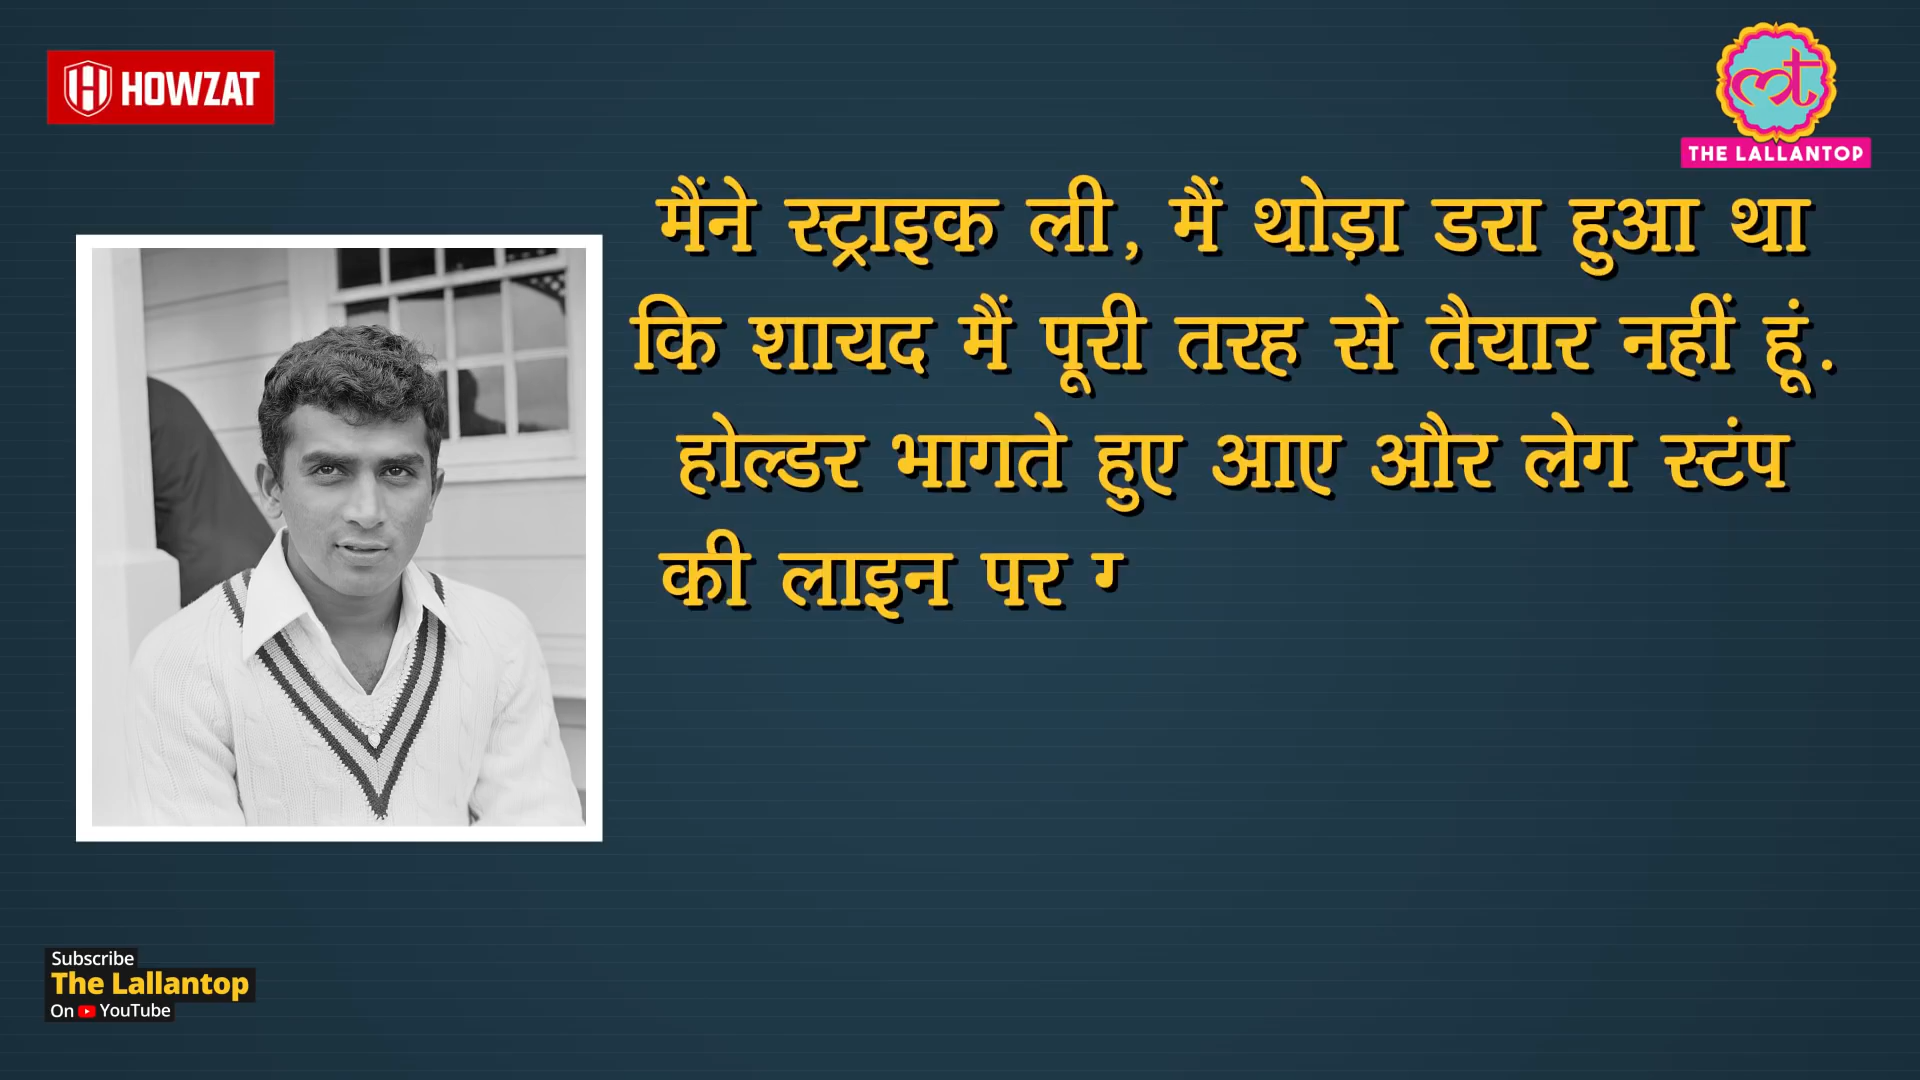 HOWZAT
THE LALLANTOP
मैंने स्ट्राइक ली, मैं थोड़ा डरा हुआ था
कि शायद मैं पूरी तरह से तैयार नहीं हूं.
होल्डर भागते हुए आए और लेग स्टंप
की लाइन पर
Subscribe
The Lallantop
On YouTube